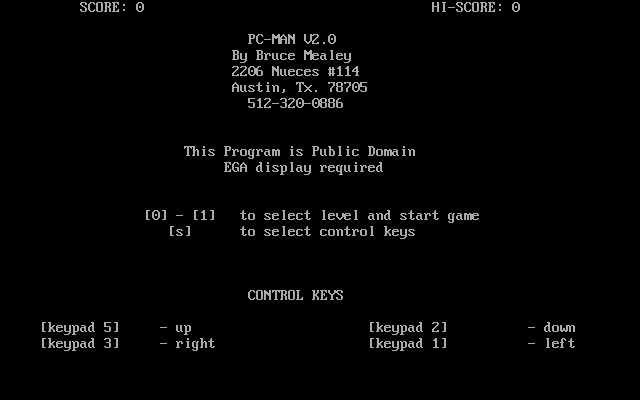 SCORE: 0 HI-SCORE: 0
PC-MAN V2.0
By Bruce Mealey
2206 Nueces #114
Austin, Tx. 78705
512-320-0886
This Program is Public Domain
EGA display required
[0] - [1] to select level and start game
[s] to select control keys
CONTROL KEYS
[keypad 5] - up [keypad 2] - down
[keypad 3] - right [keypad 1] - left